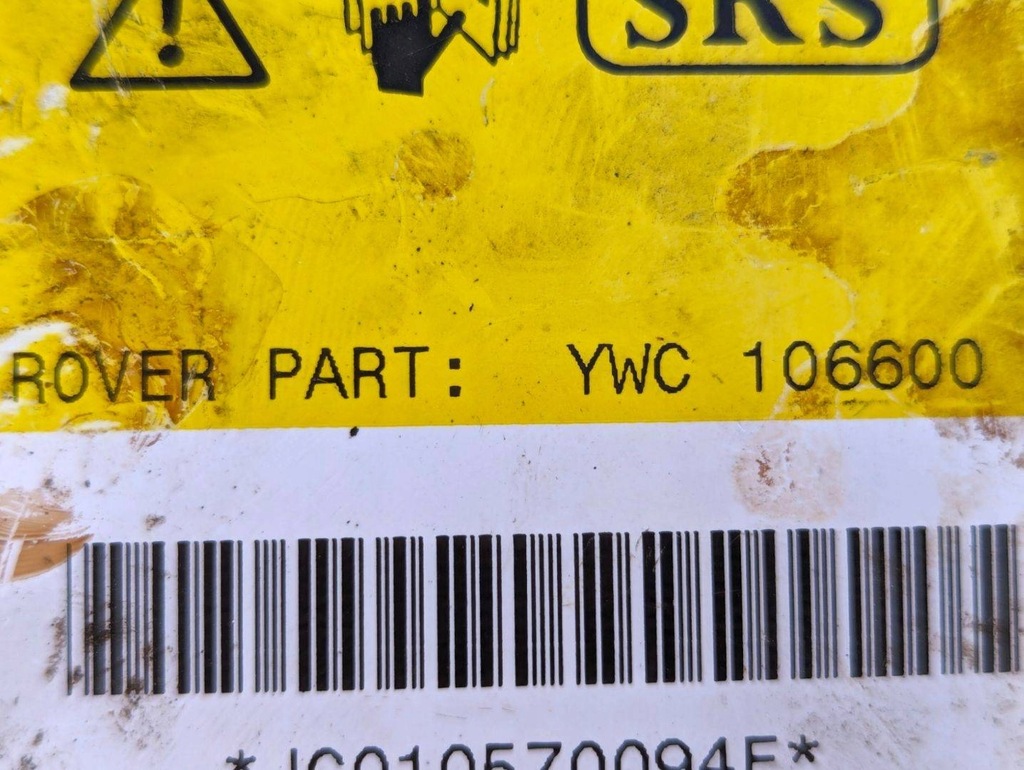 SRS
ROVER PART: YWC 106600